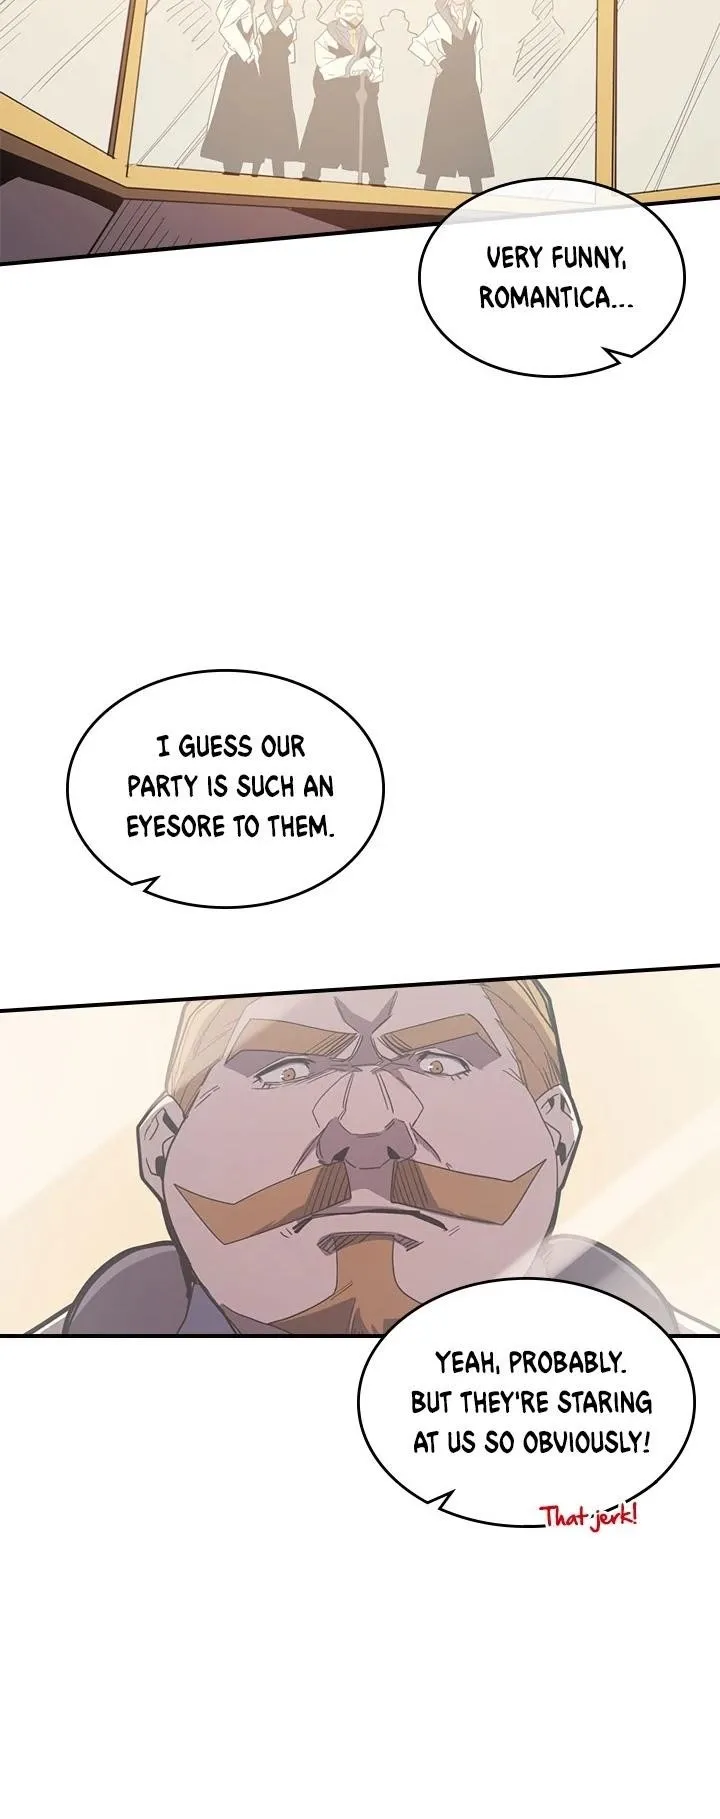 VERY FUNNY,
ROMANTICA...
I GUESS OUR
PARTY IS SUCH AN
EYESORE TO THEM.
YEAH, PROBABLY.
BUT THEY'RE STARING
AT US SO OBVIOUSLY!
That jerk!